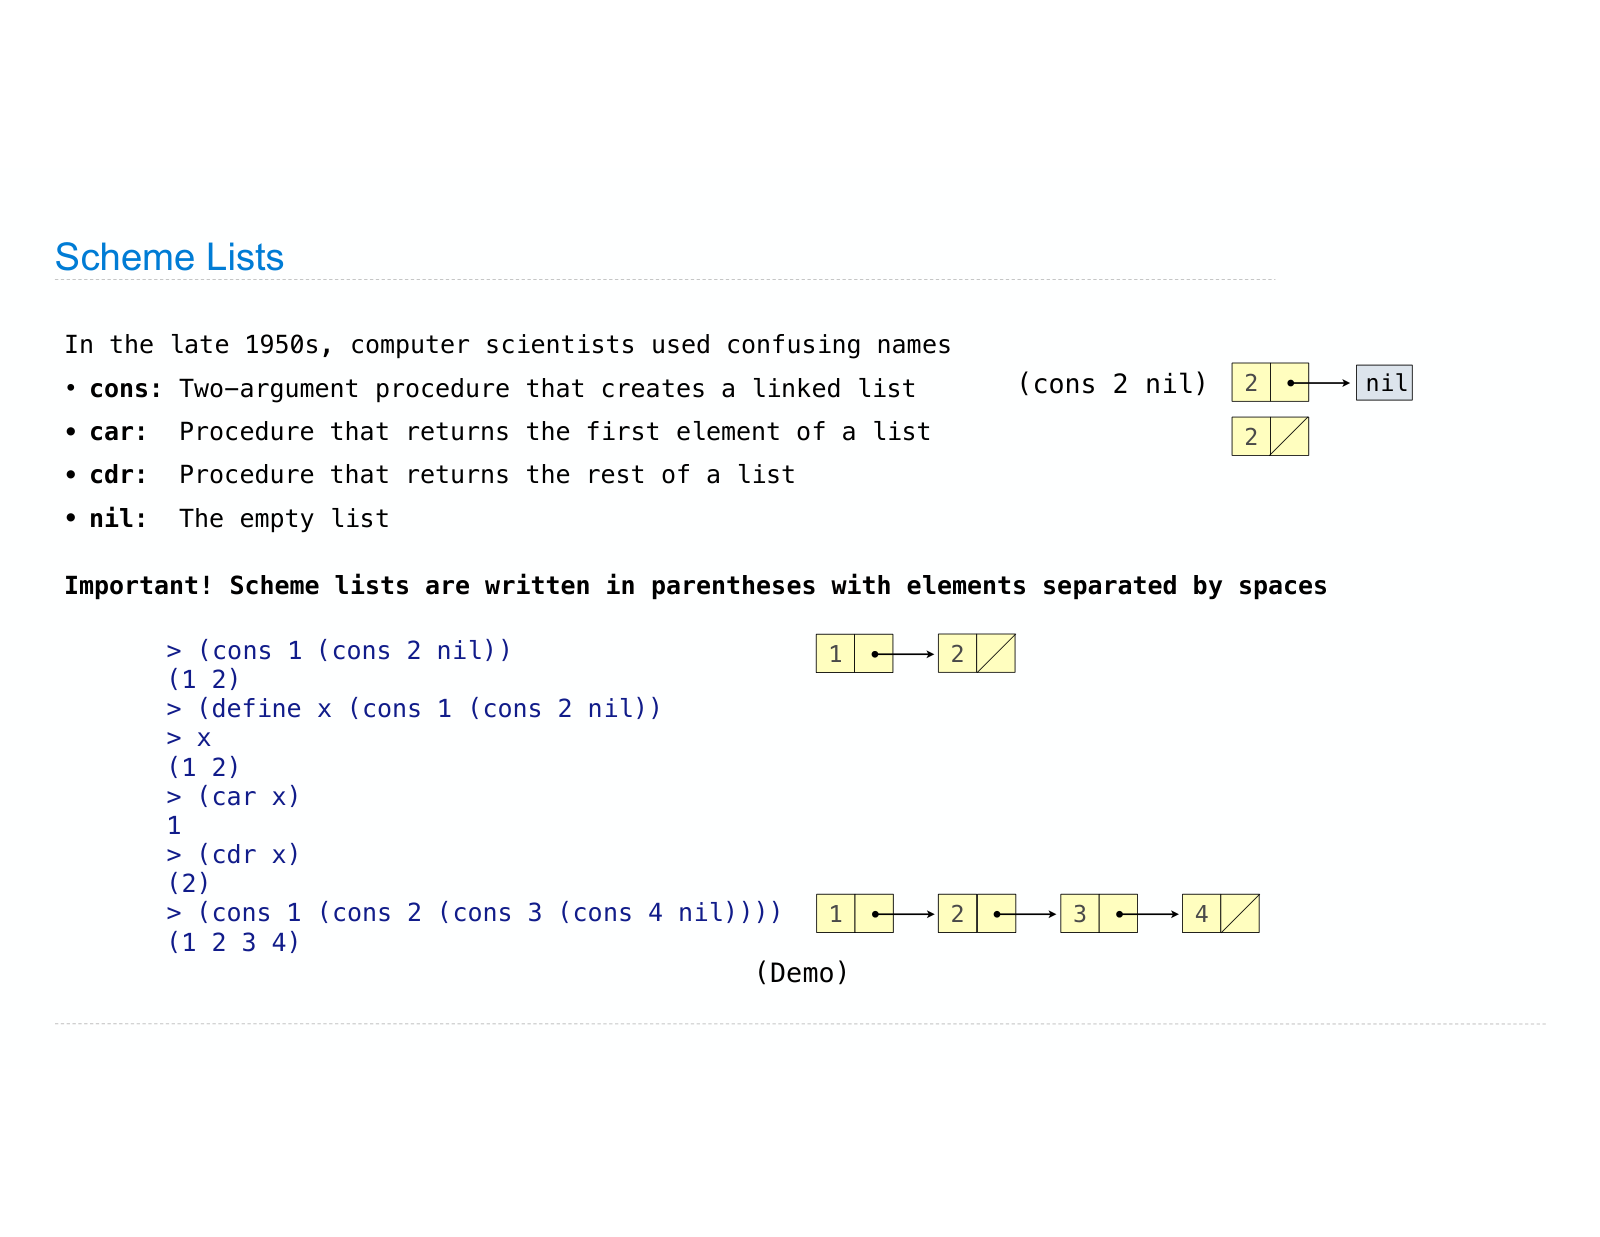 Scheme Lists
In the late 1950s, computer scientists used confusing names
• cons: Two-argument procedure that creates a linked list
(cons 2 nil) 2 nil
• car: Procedure that returns the first element of a list
2
• cdr: Procedure that returns the rest of a list
• nil: The empty list
Important! Scheme lists are written in parentheses with elements separated by spaces
> (cons 1 (cons 2 nil))
1 2
(1 2)
> (define x (cons 1 (cons 2 nil))
> x
(1 2)
> (car x)
1
> (cdr x)
(2)
> (cons 1 (cons 2 (cons 3 (cons 4 nil))))
1 2 3 4
(1 2 3 4)
(Demo)